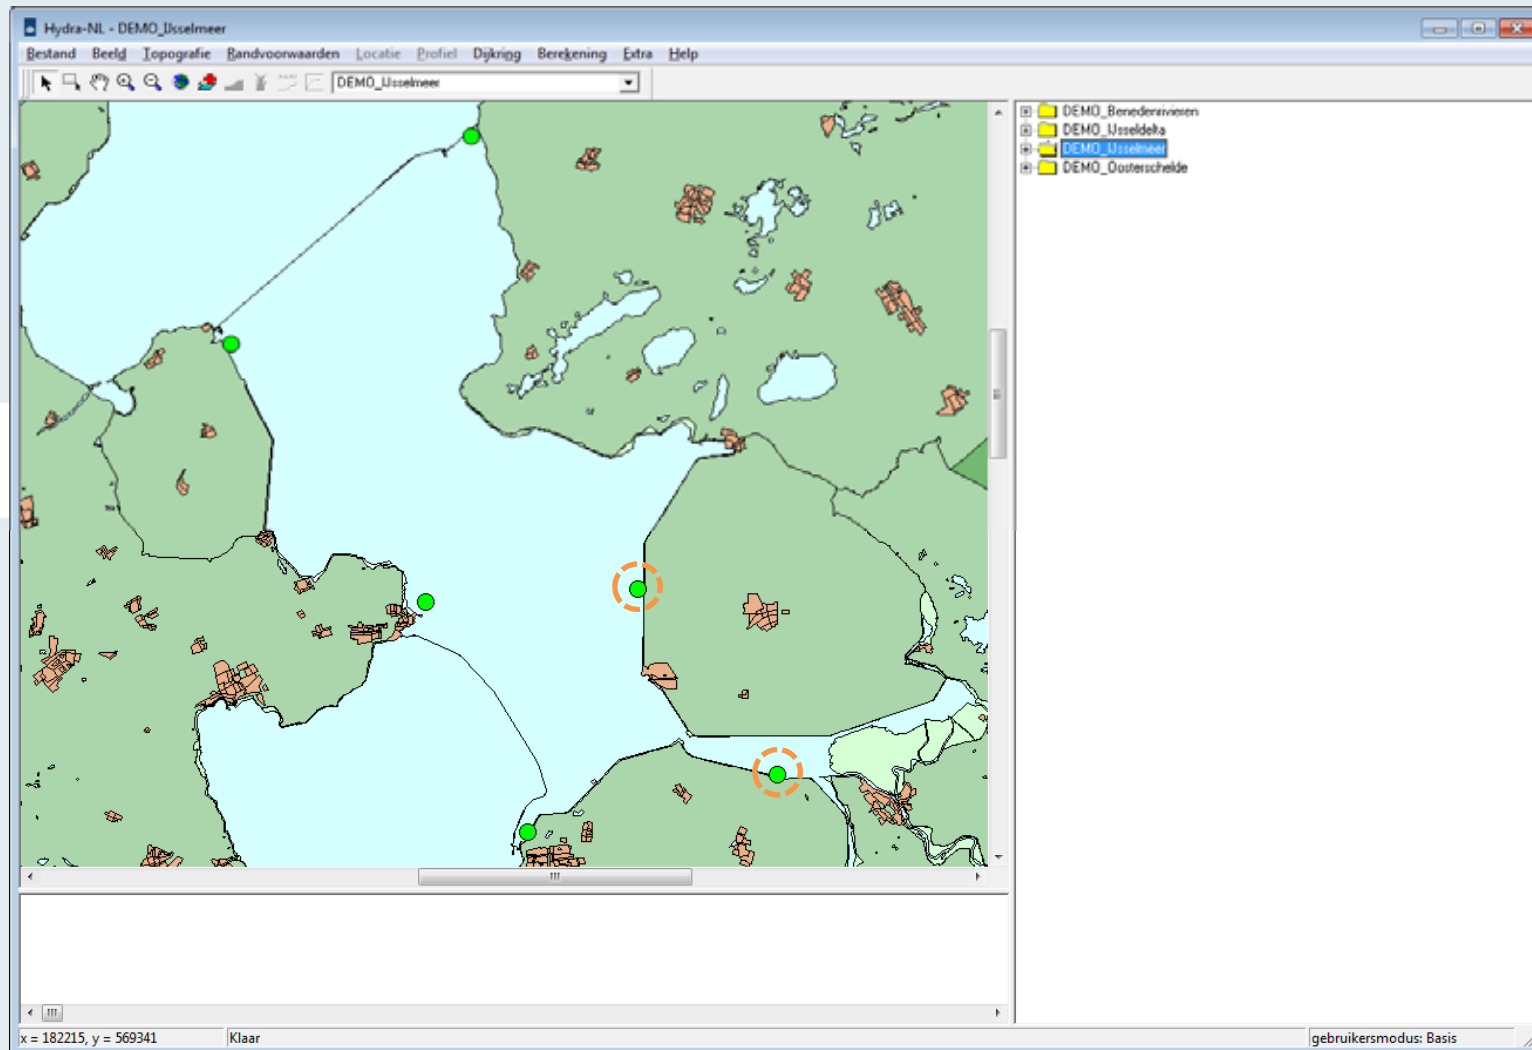 Hydra-NL - DEMO_IJsselmeer
Bestand Beeld Topografie Randvoorwaarden Locatie Profiel Dijkring Berekening Extra Help
DEMO_IJsselmeer
DEMO_Benedenrivieren
DEMO_IJsseldelta
DEMO_IJsselmeer
DEMO_Oosterschelde
x = 182215, y = 569341 Klaar gebruikersmodus: Basis